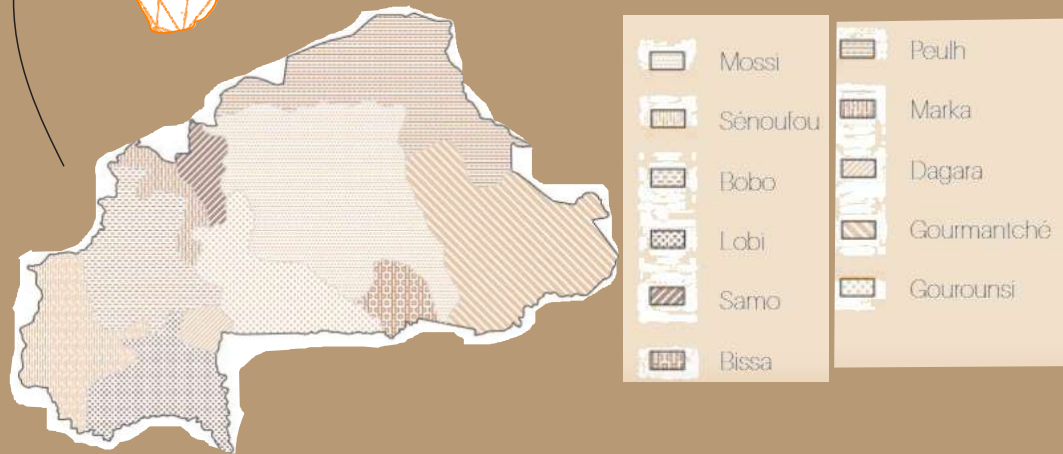 Mossi
Sénoufou
Bobo
Lobi
Samo
Bissa
Peulh
Marka
Dagara
Gourmantché
Gourounsi